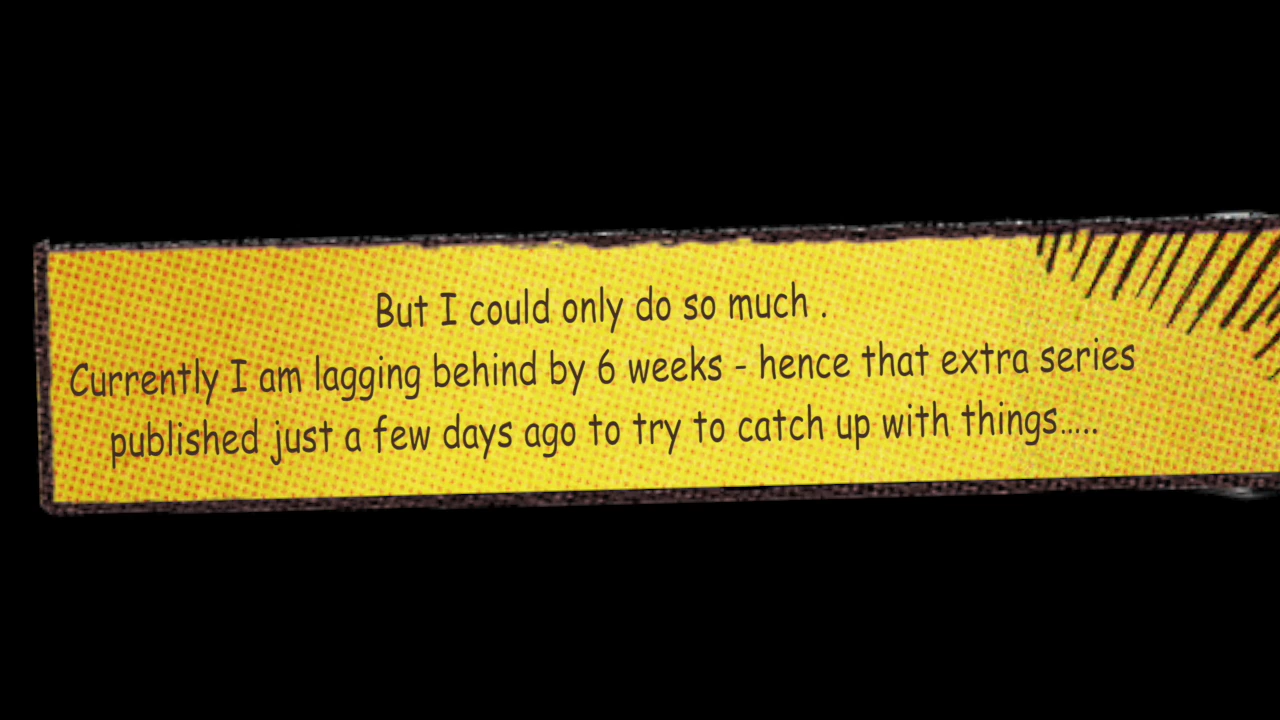 But I could only do so much .
Currently I am lagging behind by 6 weeks - hence that extra series
published just a few days ago to try to catch up with things.....